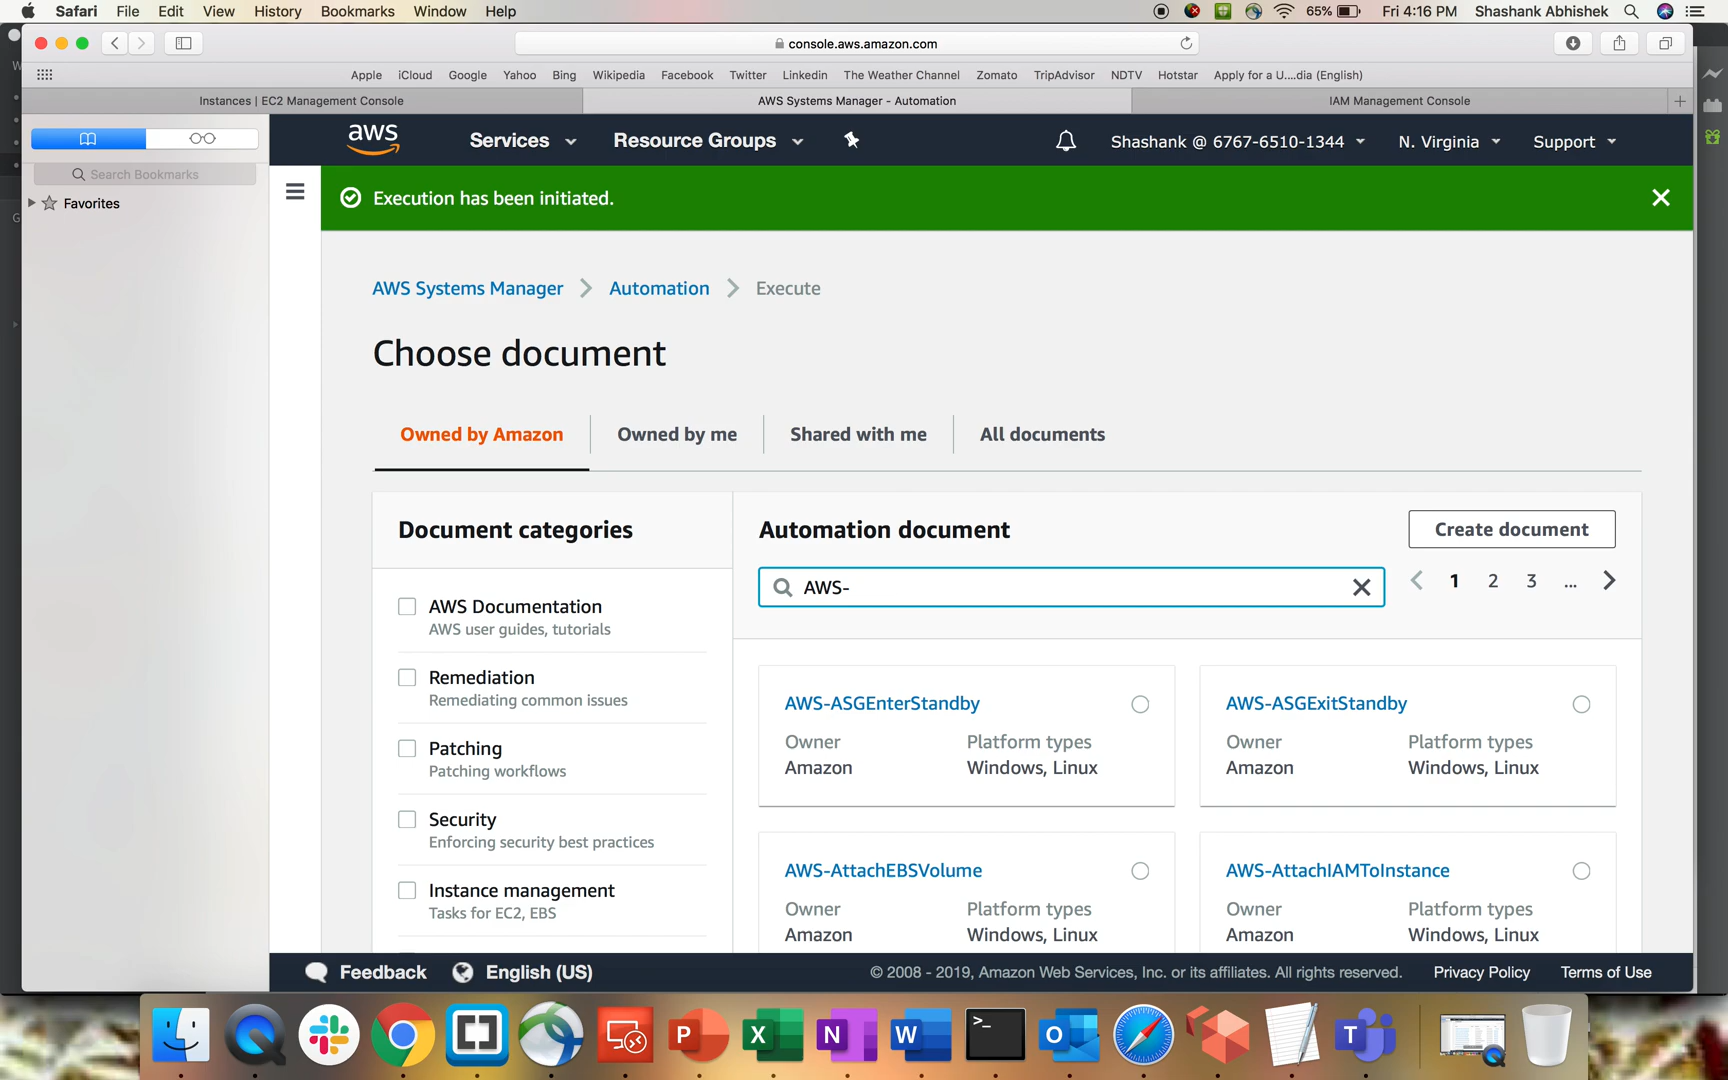 Safari File Edit View History Bookmarks Window Help 65% Fri 4:16 PM Shashank Abhishek
console.aws.amazon.com
Apple iCloud Google Yahoo Bing Wikipedia Facebook Twitter Linkedin The Weather Channel Zomato TripAdvisor NDTV Hotstar Apply for a U....dia (English)
Instances | EC2 Management Console AWS Systems Manager - Automation IAM Management Console
Search Bookmarks
Favorites
aws Services Resource Groups Shashank @ 6767-6510-1344 N. Virginia Support
Execution has been initiated.
AWS Systems Manager Automation Execute
Choose document
Owned by Amazon Owned by me Shared with me All documents
Document categories
AWS Documentation
AWS user guides, tutorials
Remediation
Remediating common issues
Patching
Patching workflows
Security
Enforcing security best practices
Instance management
Tasks for EC2, EBS
Automation document Create document
AWS- 1 2 3 ...
AWS-ASGEnterStandby
Owner Platform types
Amazon Windows, Linux
AWS-ASGExitStandby
Owner Platform types
Amazon Windows, Linux
AWS-AttachEBSVolume
Owner Platform types
Amazon Windows, Linux
AWS-AttachIAMToInstance
Owner Platform types
Amazon Windows, Linux
Feedback English (US) © 2008 - 2019, Amazon Web Services, Inc. or its affiliates. All rights reserved. Privacy Policy Terms of Use
P X N W >_ O T